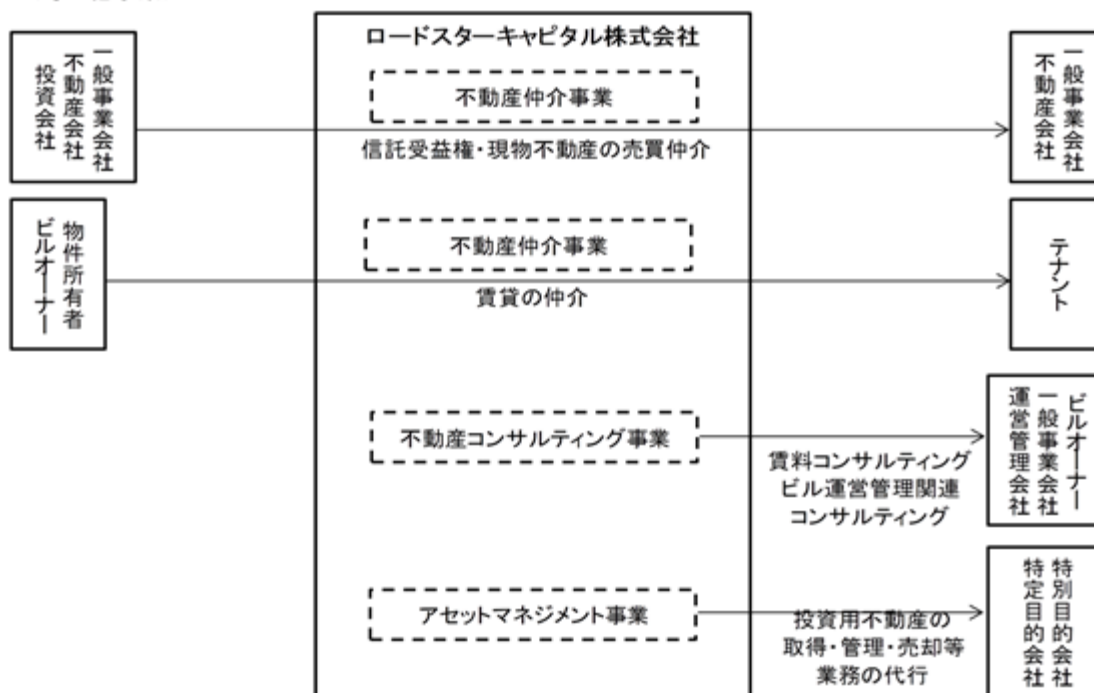 ロードスターキャピタル株式会社
一般事業会社
不動産会社
投資会社
不動産仲介事業
信託受益権・現物不動産の売買仲介
一般事業会社
不動産会社
物件所有者
ビルオーナー
不動産仲介事業
賃貸の仲介
テナント
不動産コンサルティング事業
賃料コンサルティング
ビル運営管理関連
コンサルティング
ビルオーナー
一般事業会社
運営管理会社
アセットマネジメント事業
投資用不動産の
取得・管理・売却等
業務の代行
特別目的会社
特定目的会社